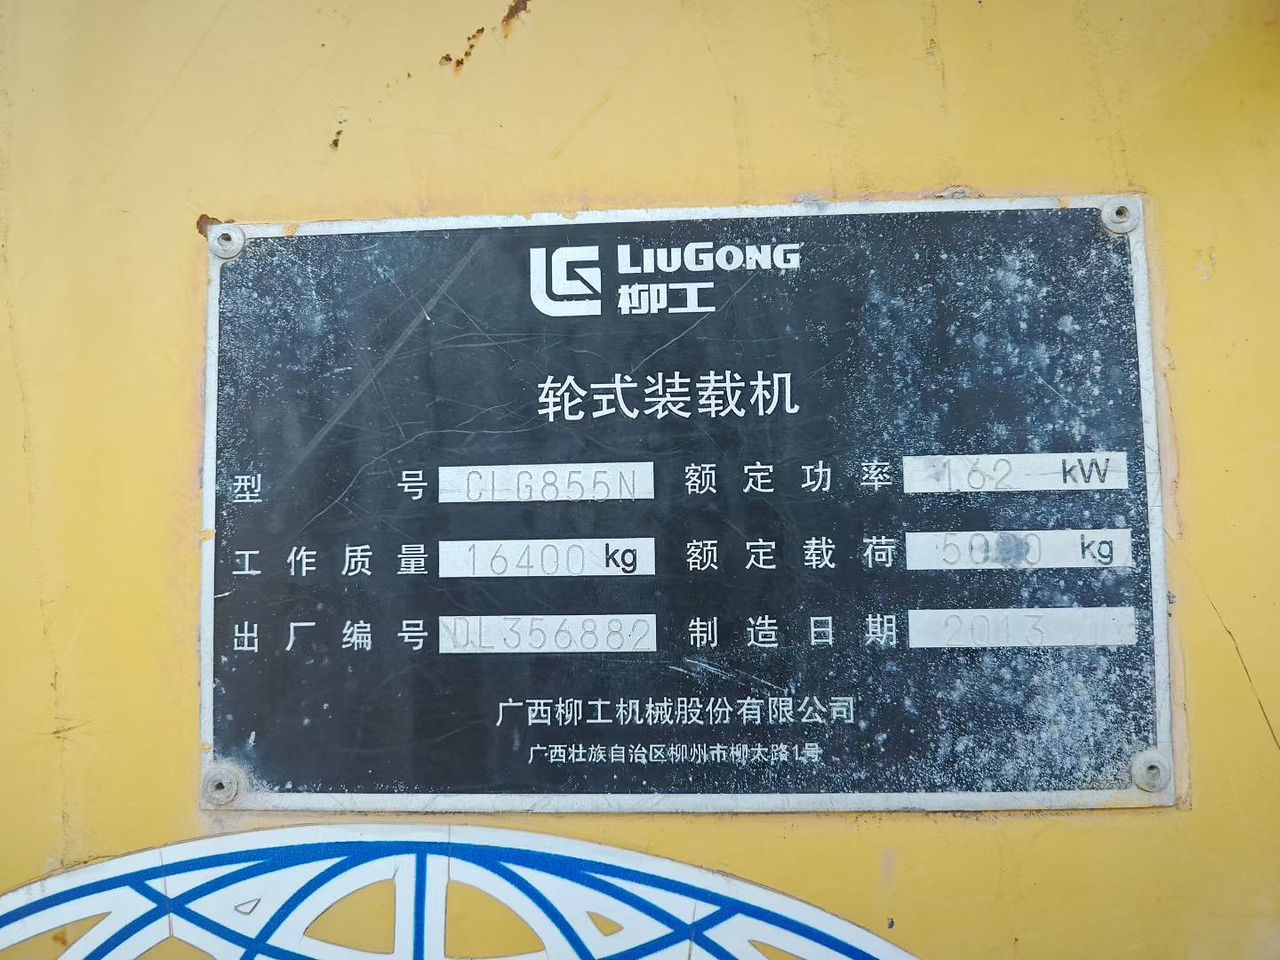 LIUGONG
柳工
轮式装载机
型号 CLG855N 额定功率 162 kW
工作质量 16400 kg 额定载荷 5000 kg
出厂编号 DL356882 制造日期 2013
广西柳工机械股份有限公司
广西壮族自治区柳州市柳太路1号